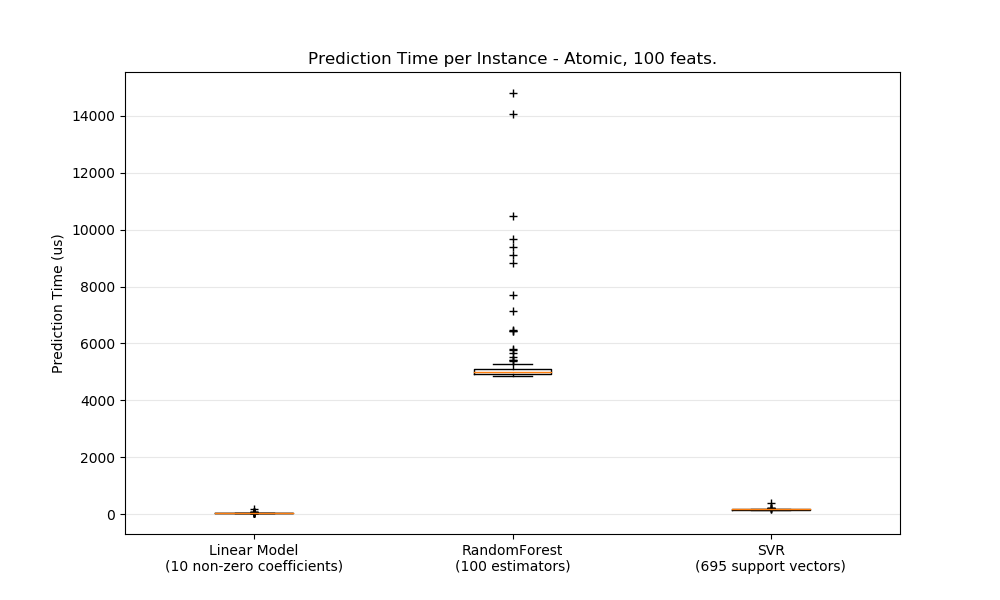 Prediction Time per Instance - Atomic, 100 feats.
Prediction Time (us)
14000
12000
10000
8000
6000
4000
2000
0
Linear Model
(10 non-zero coefficients)
RandomForest
(100 estimators)
SVR
(695 support vectors)